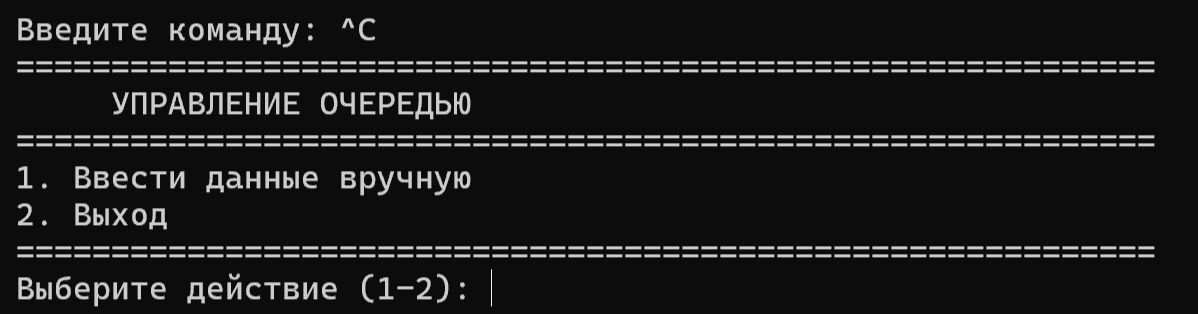 Введите команду: ^C
============================================================
УПРАВЛЕНИЕ ОЧЕРЕДЬЮ
============================================================
1. Ввести данные вручную
2. Выход
============================================================
Выберите действие (1-2):